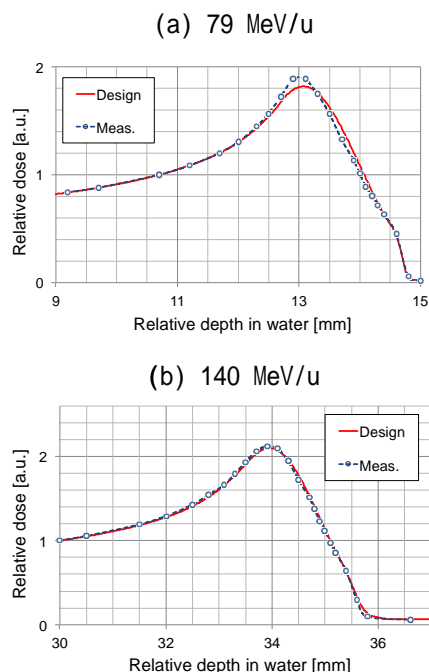 (a) 79 MeV/u
2
1
0
Relative dose [a.u.]
Design
Meas.
9
11
13
15
Relative depth in water [mm]
(b) 140 MeV/u
2
1
0
Relative dose [a.u.]
Design
Meas.
30
32
34
36
Relative depth in water [mm]